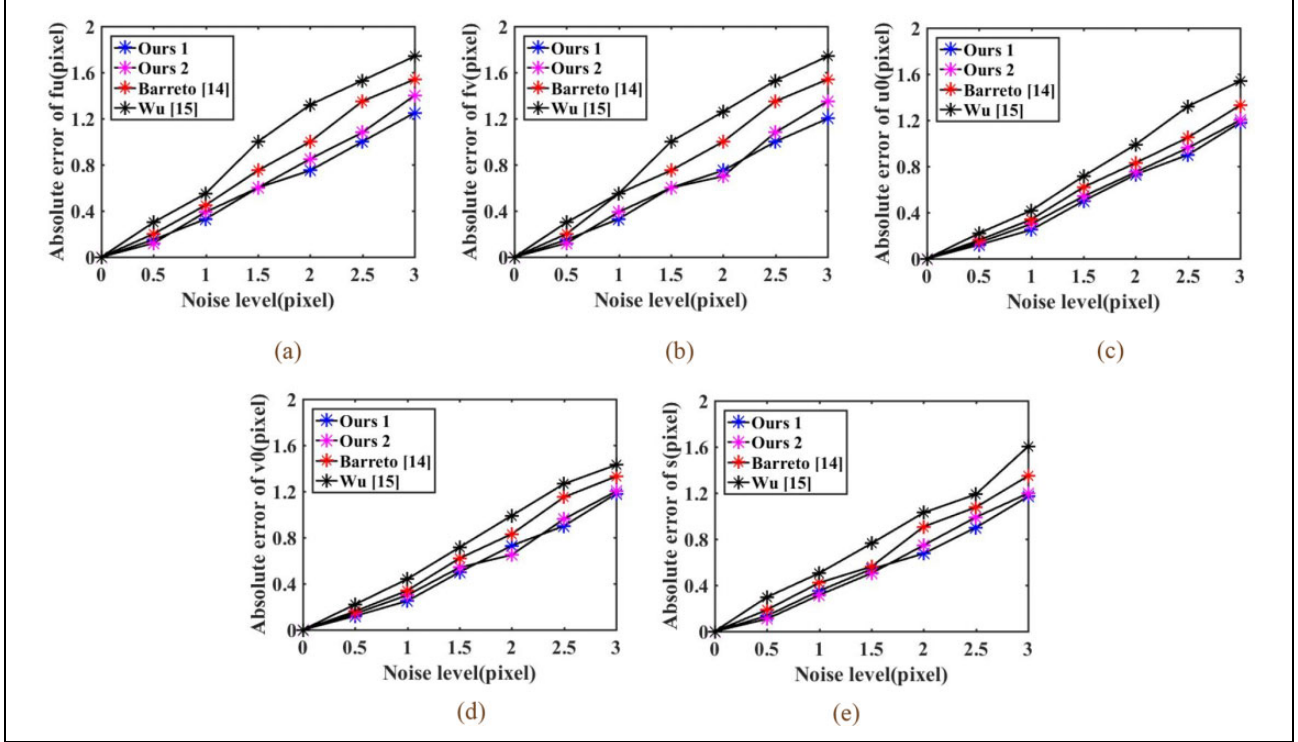 Absolute error of fu(pixel)
2
1.6
1.2
0.8
0.4
0
Ours 1
Ours 2
Barreto [14]
Wu [15]
0 0.5 1 1.5 2 2.5 3
Noise level(pixel)
(a)
Absolute error of fv(pixel)
2
1.6
1.2
0.8
0.4
0
Ours 1
Ours 2
Barreto [14]
Wu [15]
0 0.5 1 1.5 2 2.5 3
Noise level(pixel)
(b)
Absolute error of u0(pixel)
2
1.6
1.2
0.8
0.4
0
Ours 1
Ours 2
Barreto [14]
Wu [15]
0 0.5 1 1.5 2 2.5 3
Noise level(pixel)
(c)
Absolute error of v0(pixel)
2
1.6
1.2
0.8
0.4
0
Ours 1
Ours 2
Barreto [14]
Wu [15]
0 0.5 1 1.5 2 2.5 3
Noise level(pixel)
(d)
Absolute error of s(pixel)
2
1.6
1.2
0.8
0.4
0
Ours 1
Ours 2
Barreto [14]
Wu [15]
0 0.5 1 1.5 2 2.5 3
Noise level(pixel)
(e)